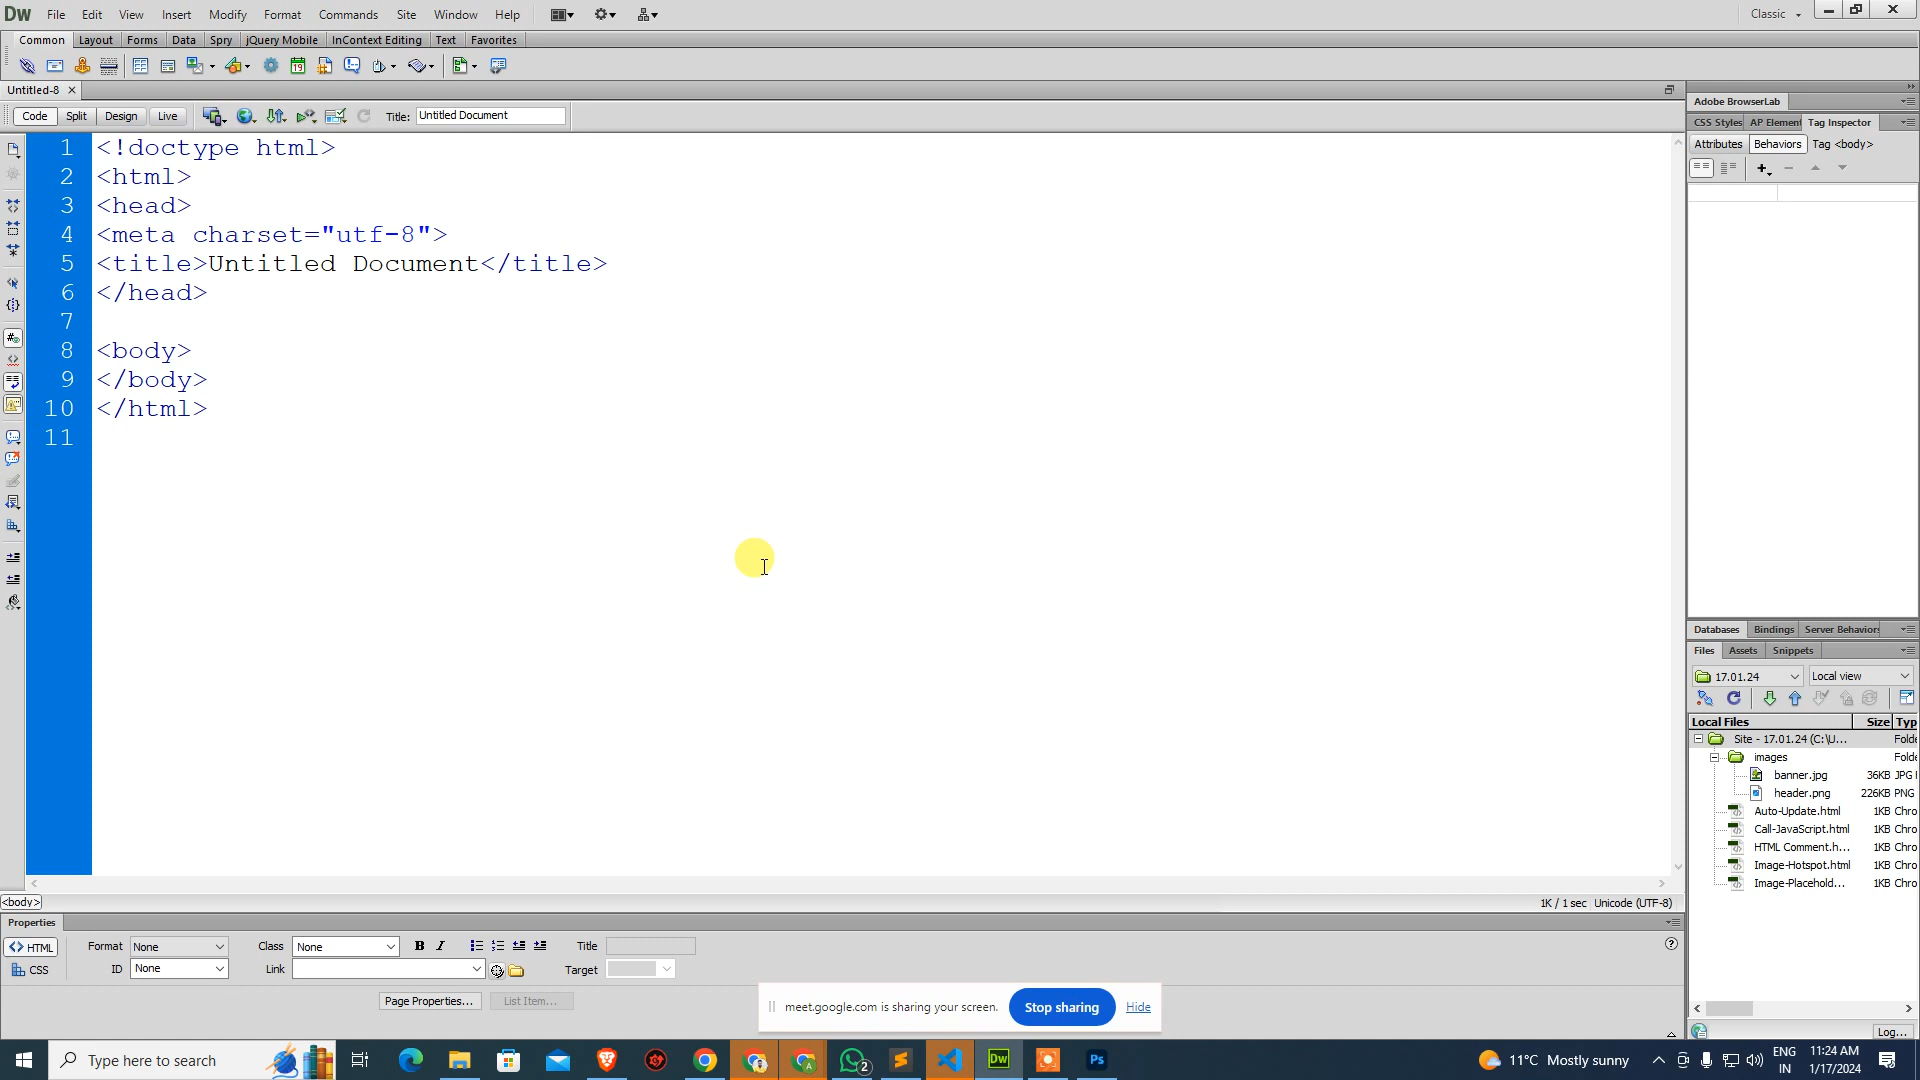 Dw File Edit View Insert Modify Format Commands Site Window Help Classic
Common Layout Forms Data Spry jQuery Mobile InContext Editing Text Favorites
Untitled-8
Code Split Design Live Title: Untitled Document
1 <!doctype html>
2 <html>
3 <head>
4 <meta charset="utf-8">
5 <title>Untitled Document</title>
6 </head>
7
8 <body>
9 </body>
10 </html>
11
<body>
1K / 1 sec Unicode (UTF-8)
Properties
<> HTML Format None Class None B I Title
CSS ID None Link Target
Page Properties... List Item...
Adobe BrowserLab
CSS Styles AP Element Tag Inspector
Attributes Behaviors Tag <body>
Databases Bindings Server Behaviors
Files Assets Snippets
17.01.24 Local view
Local Files Size Typ
Site - 17.01.24 (C:\U... Folde
images Folde
banner.jpg 36KB JPG
header.png 226KB PNG
Auto-Update.html 1KB Chro
Call-JavaScript.html 1KB Chro
HTML Comment.h... 1KB Chro
Image-Hotspot.html 1KB Chro
Image-Placehold... 1KB Chro
Log...
meet.google.com is sharing your screen. Stop sharing Hide
Type here to search
2
Dw
Ps
11°C Mostly sunny
ENG
IN
11:24 AM
1/17/2024